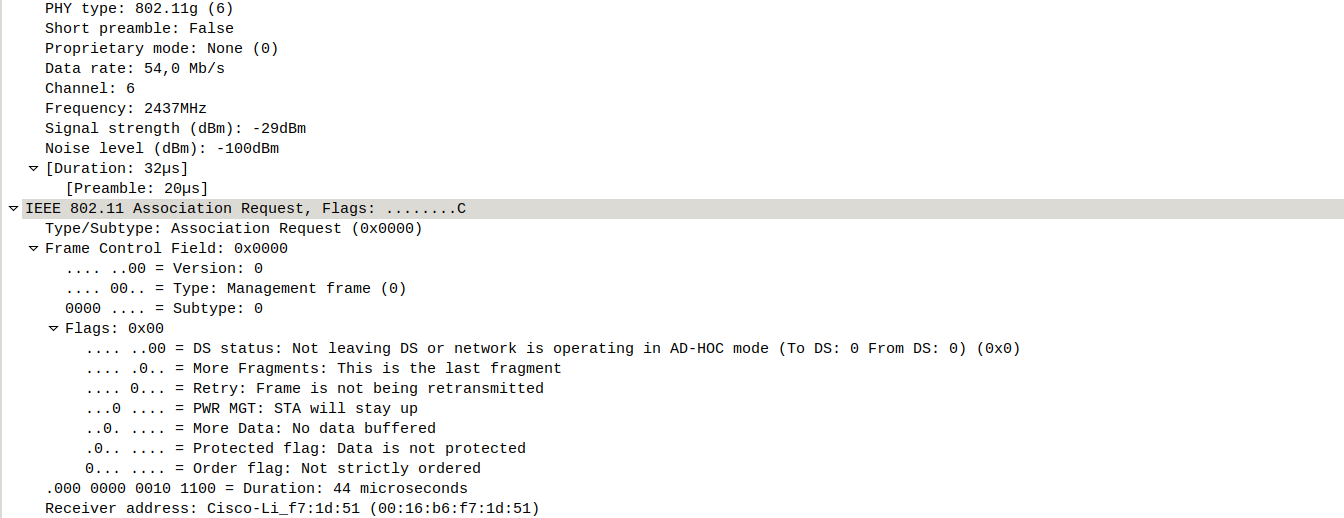 PHY type: 802.11g (6)
Short preamble: False
Proprietary mode: None (0)
Data rate: 54,0 Mb/s
Channel: 6
Frequency: 2437MHz
Signal strength (dBm): -29dBm
Noise level (dBm): -100dBm
[Duration: 32µs]
[Preamble: 20µs]
IEEE 802.11 Association Request, Flags: ........C
Type/Subtype: Association Request (0x0000)
Frame Control Field: 0x0000
.... ..00 = Version: 0
.... 00.. = Type: Management frame (0)
0000 .... = Subtype: 0
Flags: 0x00
.... ..00 = DS status: Not leaving DS or network is operating in AD-HOC mode (To DS: 0 From DS: 0) (0x0)
.... .0.. = More Fragments: This is the last fragment
.... 0... = Retry: Frame is not being retransmitted
...0 .... = PWR MGT: STA will stay up
..0. .... = More Data: No data buffered
.0.. .... = Protected flag: Data is not protected
0... .... = Order flag: Not strictly ordered
.000 0000 0010 1100 = Duration: 44 microseconds
Receiver address: Cisco-Li_f7:1d:51 (00:16:b6:f7:1d:51)